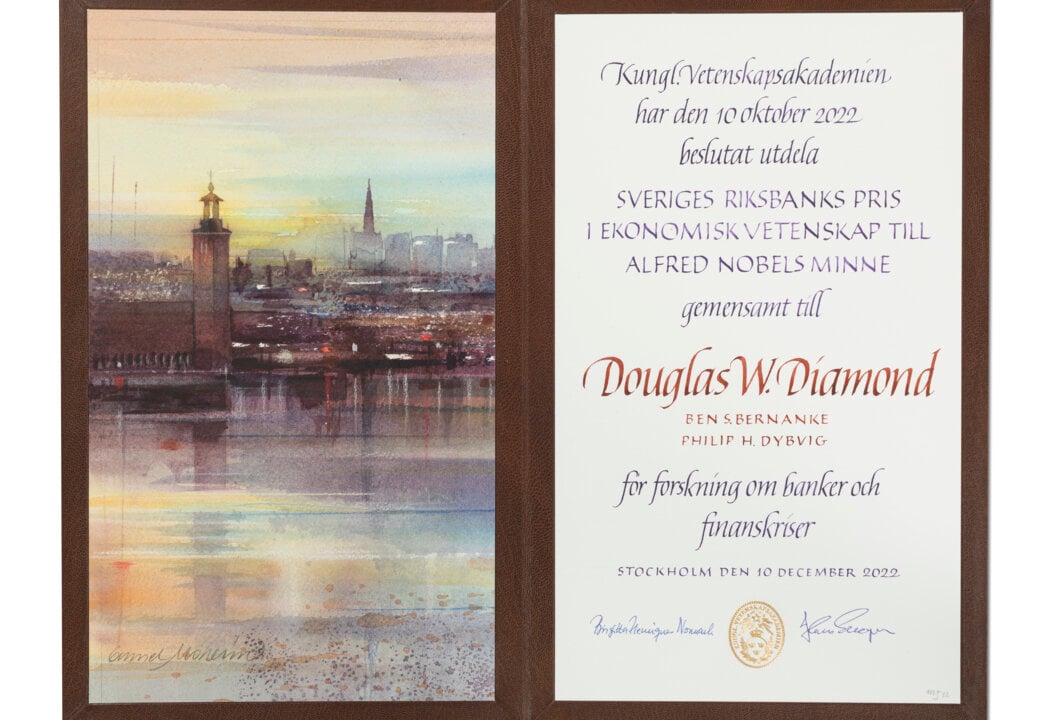 Kungl. Vetenskapsakademien
har den 10 oktober 2022
beslutat utdela
SVERIGES RIKSBANKS PRIS
I EKONOMISK VETENSKAP TILL
ALFRED NOBELS MINNE
gemensamt till
Douglas W. Diamond
BEN S. BERNANKE
PHILIP H. DYBVIG
för forskning om banker och
finanskriser
STOCKHOLM DEN 10 DECEMBER 2022